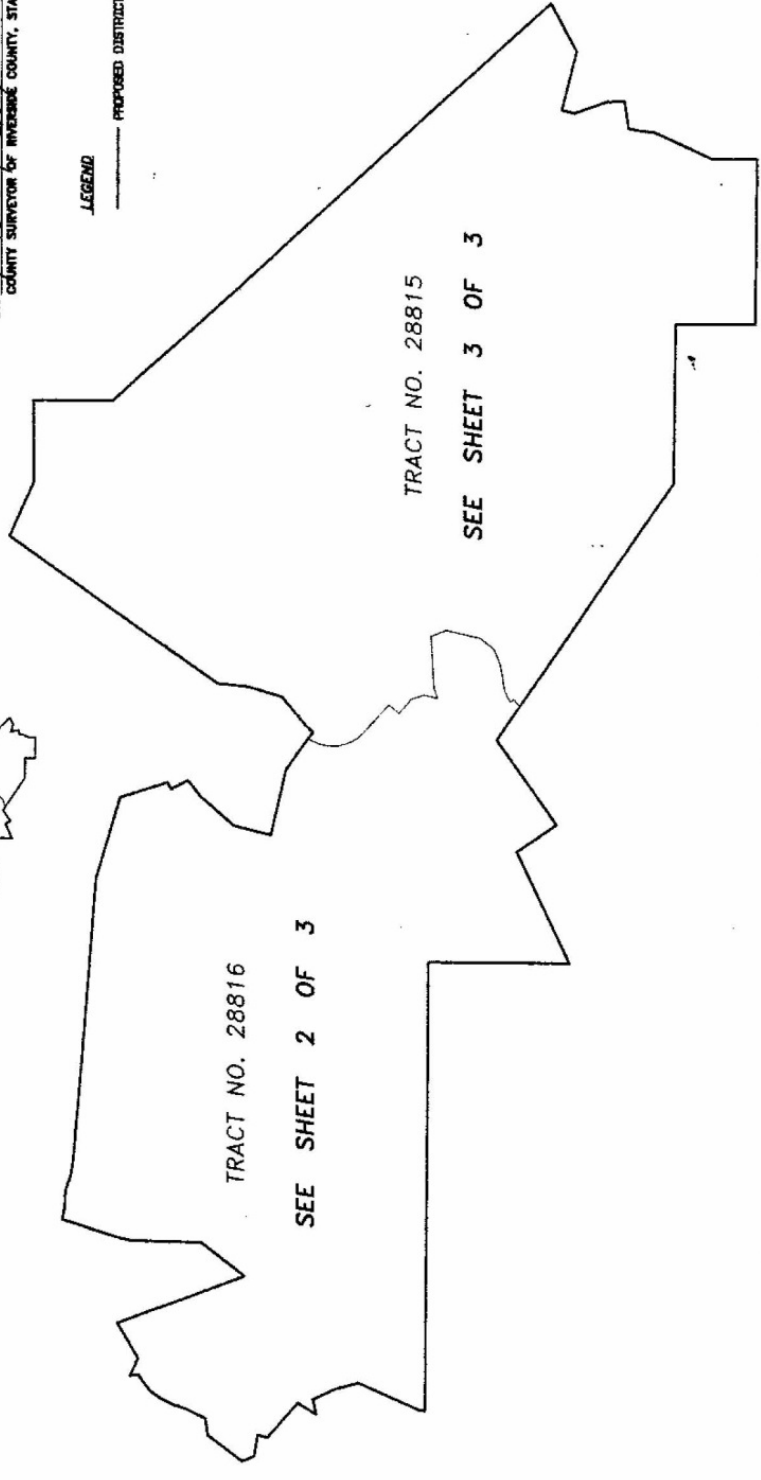 COUNTY SURVEYOR OF RIVERSIDE COUNTY, STA
LEGEND
PROPOSED DISTRICT
TRACT NO. 28815
SEE SHEET 3 OF 3
TRACT NO. 28816
SEE SHEET 2 OF 3